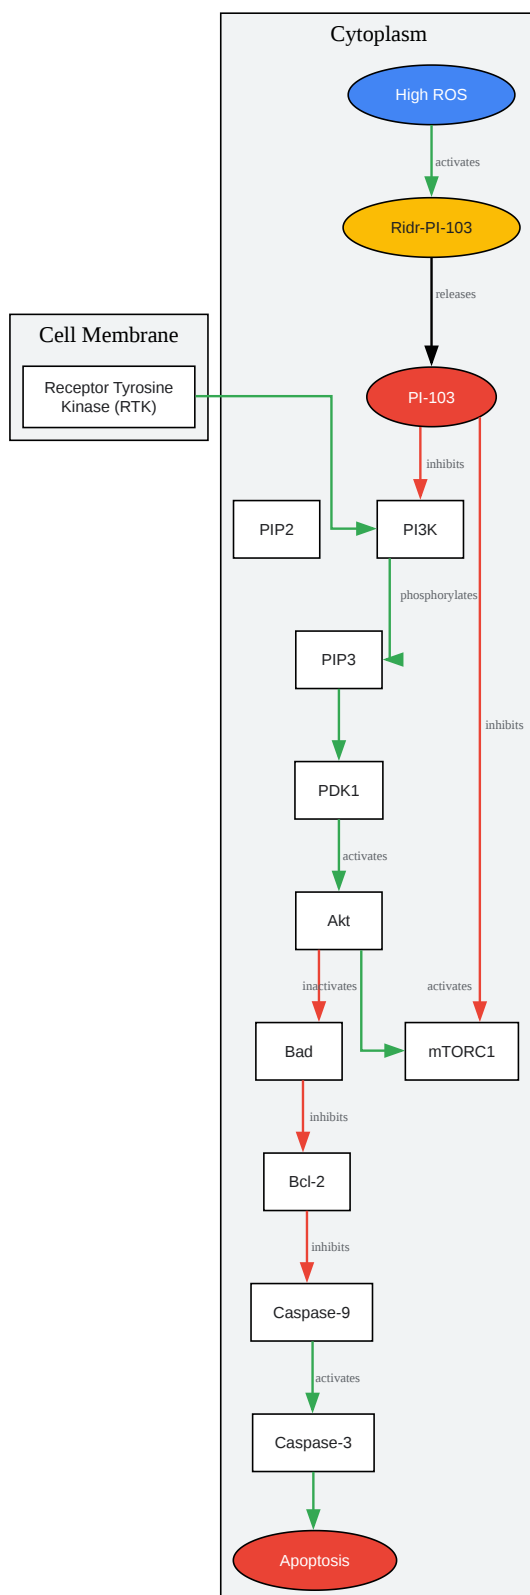 Cytoplasm
High ROS
activates
Ridr-PI-103
releases
Cell Membrane
Receptor Tyrosine
Kinase (RTK)
PI-103
inhibits
PIP2
PI3K
phosphorylates
PIP3
inhibits
PDK1
activates
Akt
inactivates
activates
Bad
mTORC1
inhibits
Bcl-2
inhibits
Caspase-9
activates
Caspase-3
Apoptosis